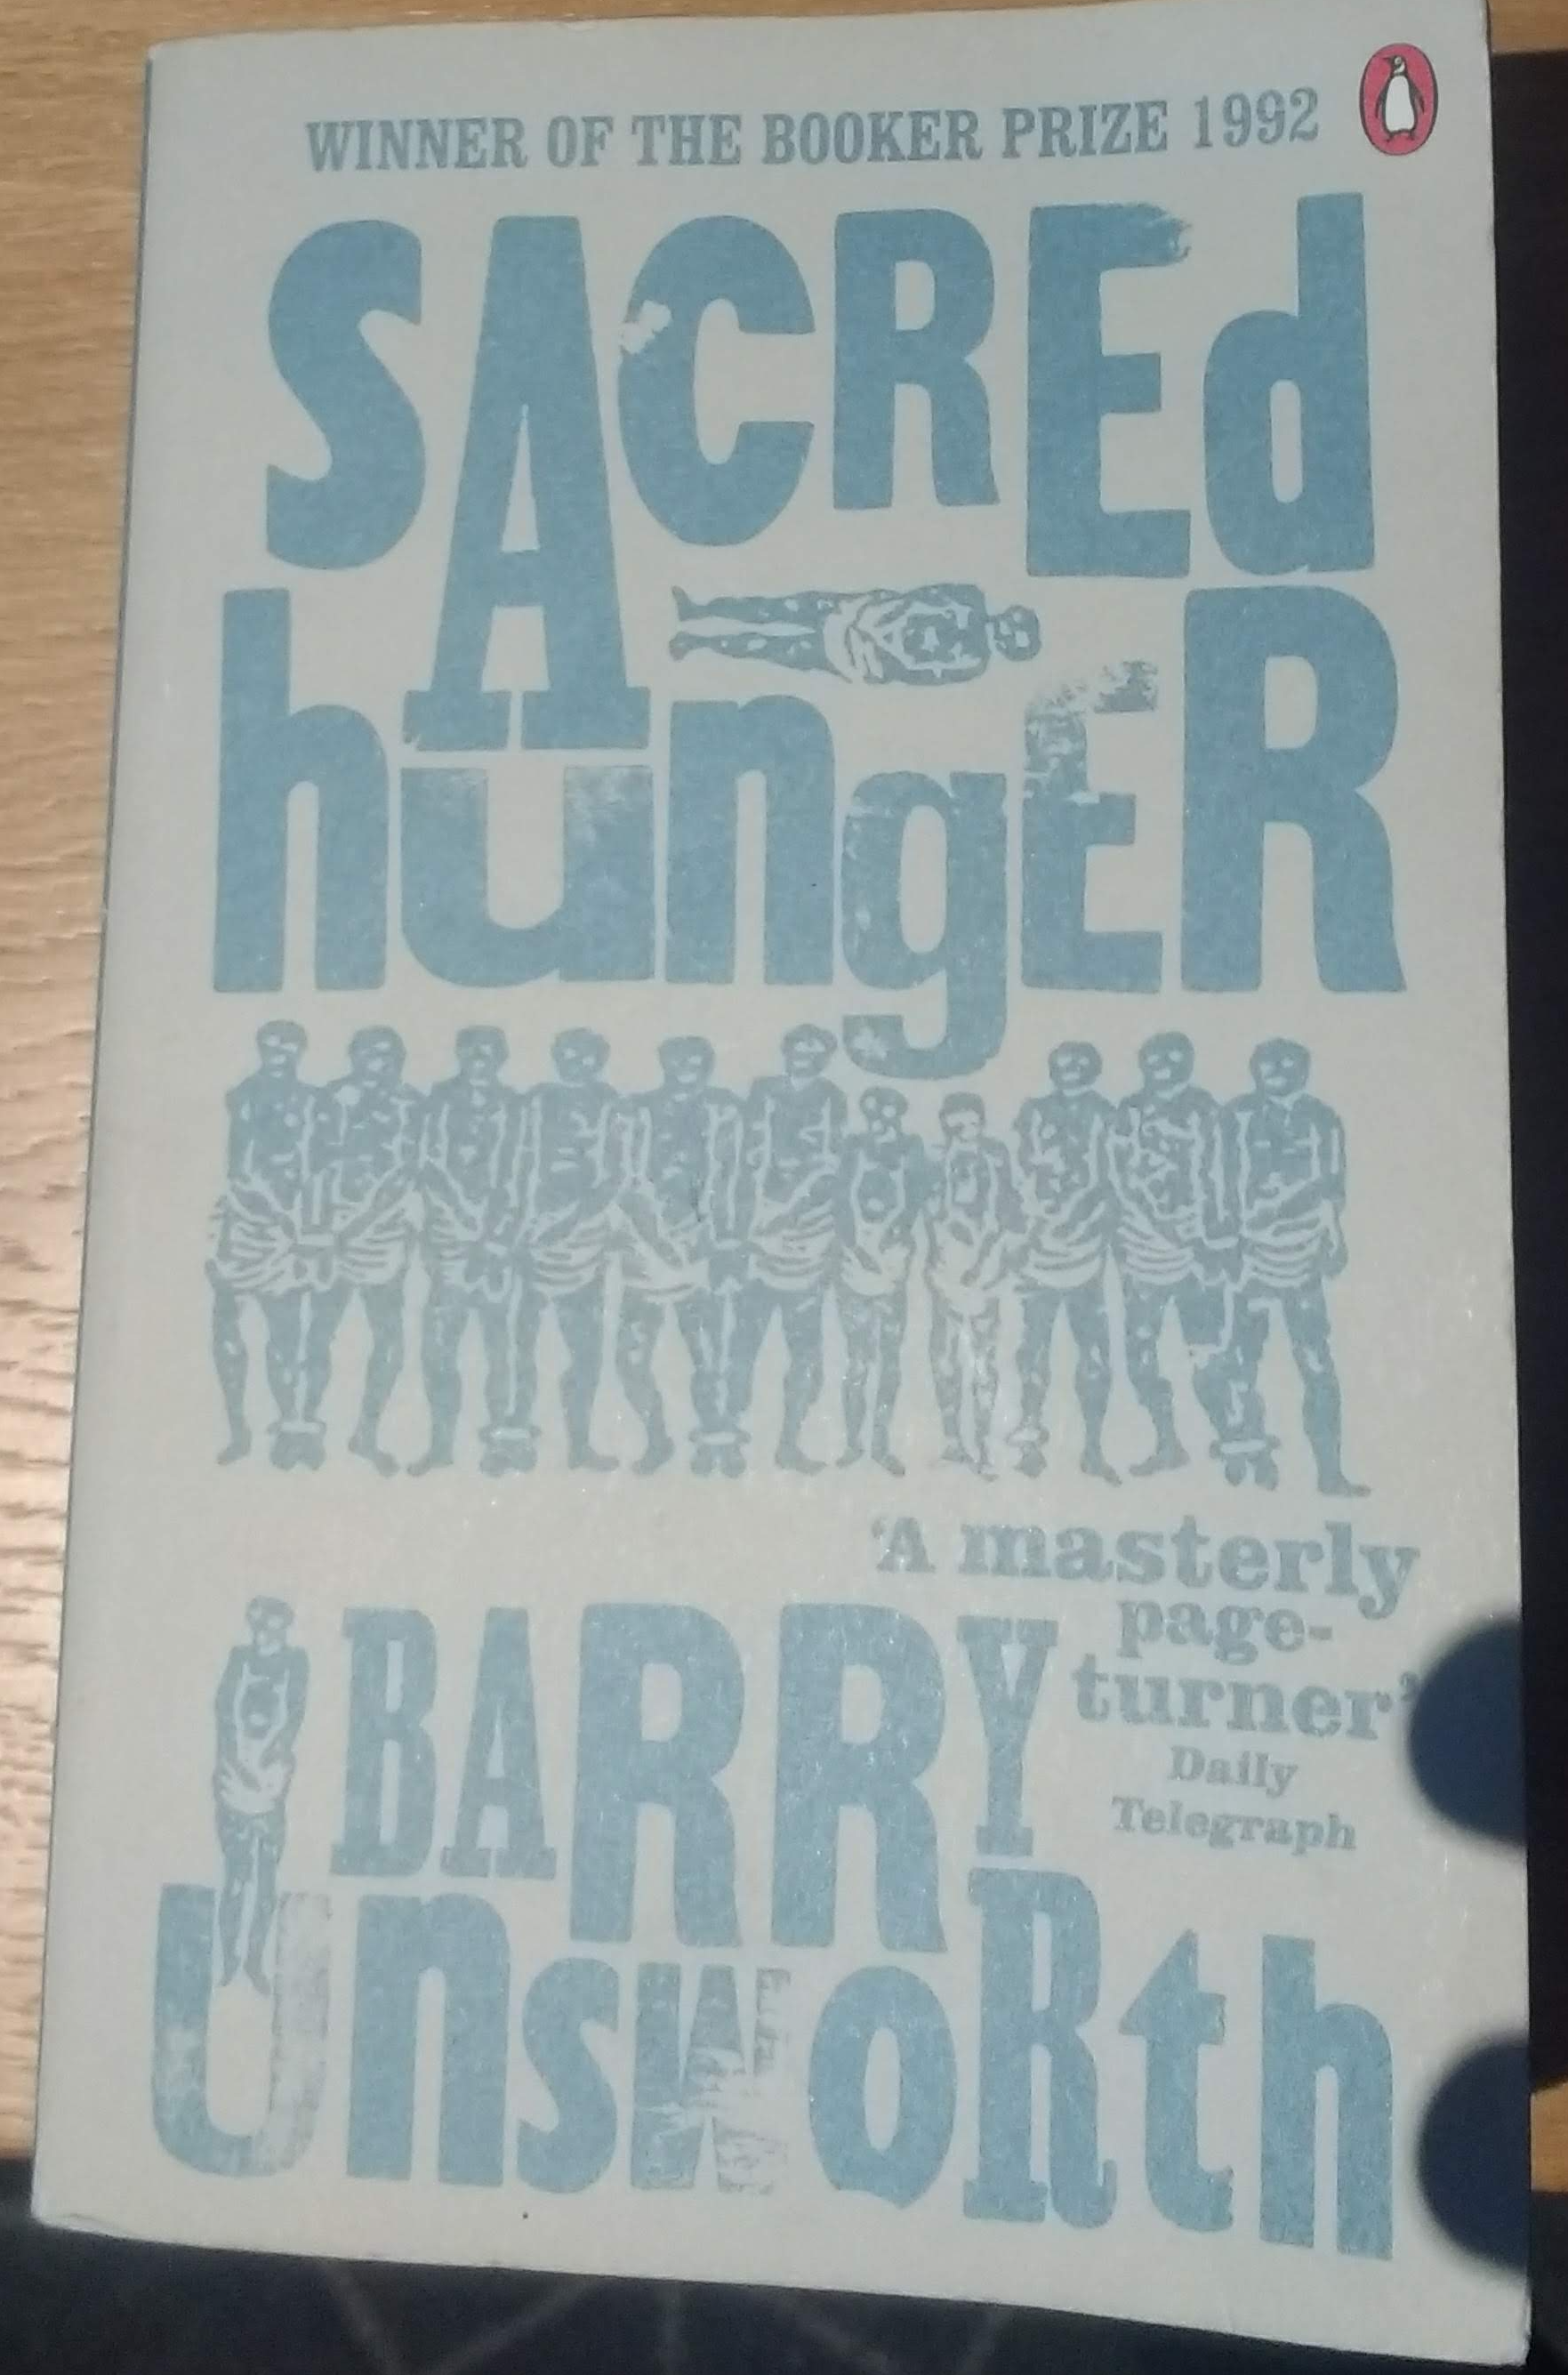 WINNER OF THE BOOKER PRIZE 1992
SACREd
hungER
'A masterly
page-
turner'
Daily
Telegraph
BARRY
UnswoRth